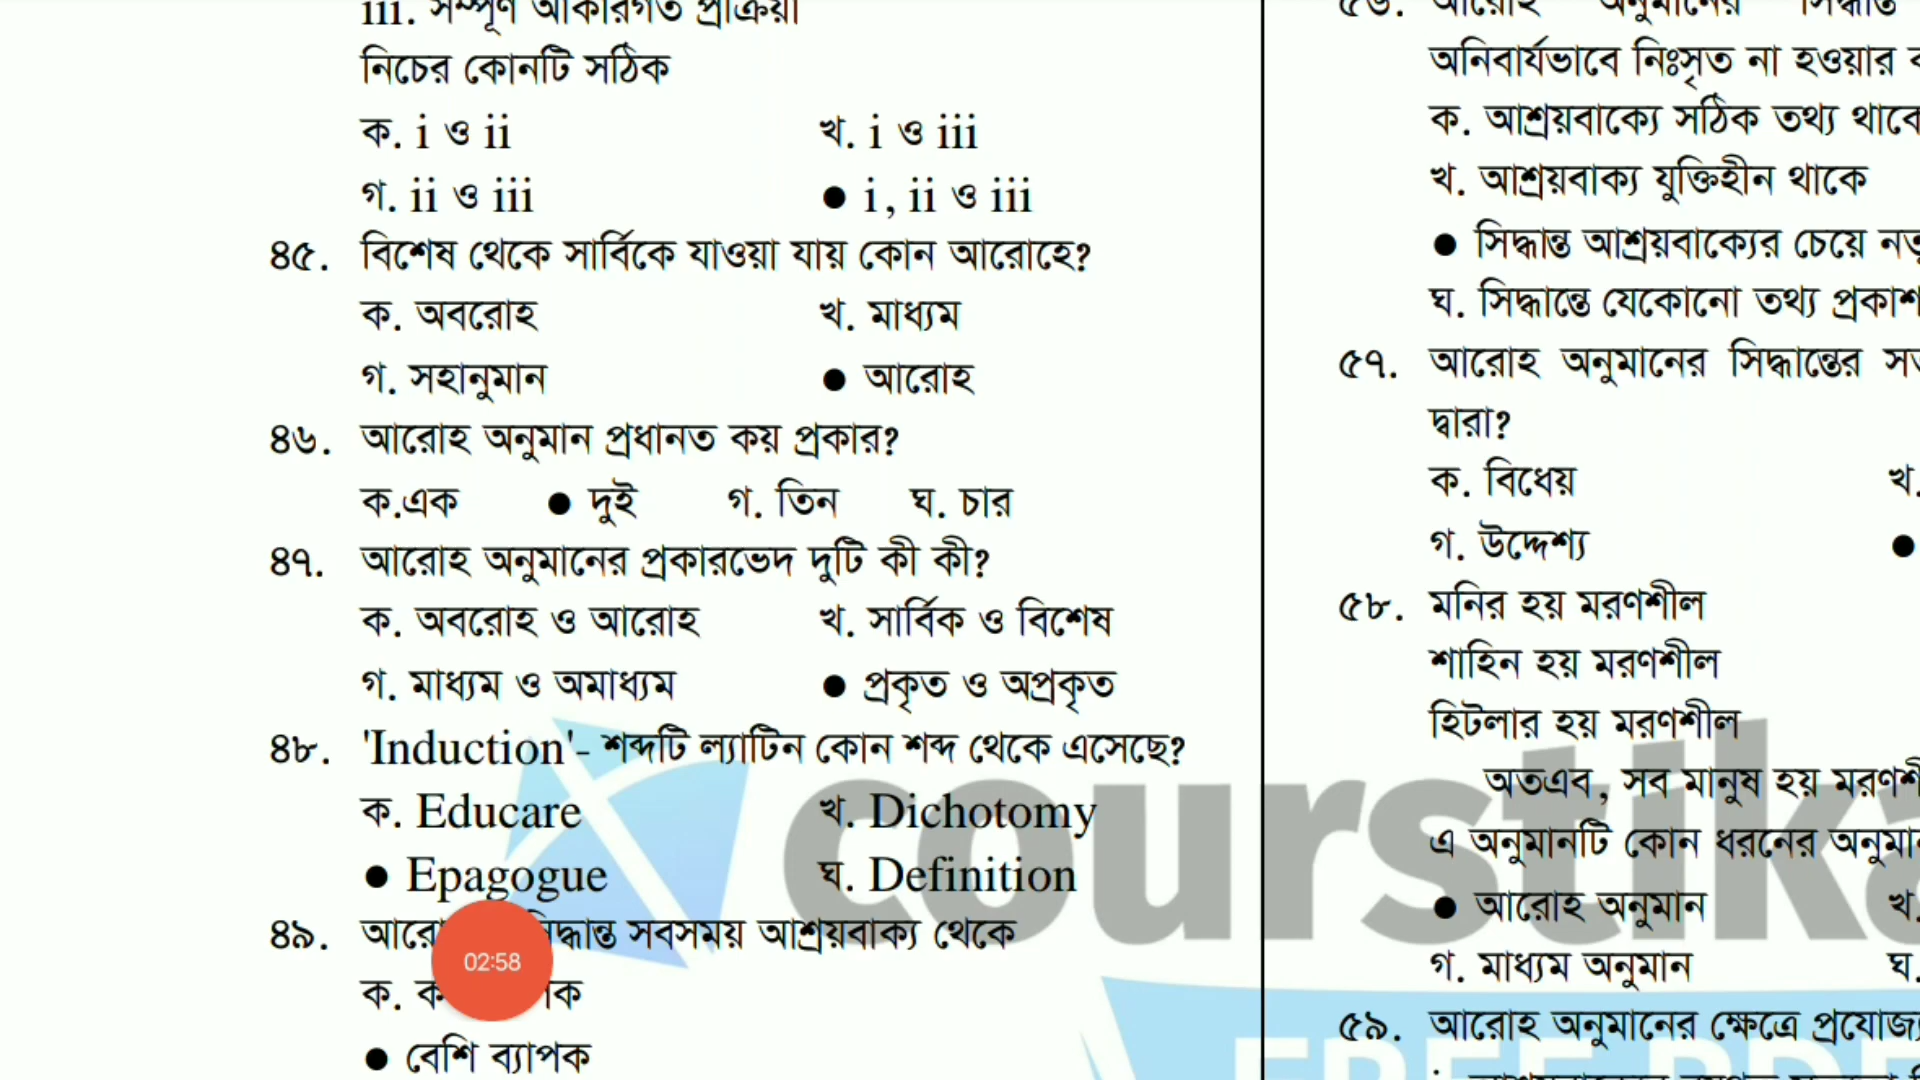 iii. সম্পূর্ণ আকারগত প্রক্রিয়া
নিচের কোনটি সঠিক
ক. i ও ii খ. i ও iii
গ. ii ও iii ● i, ii ও iii
৪৫. বিশেষ থেকে সার্বিকে যাওয়া যায় কোন আরোহে?
ক. অবরোহ খ. মাধ্যম
গ. সহানুমান ● আরোহ
৪৬. আরোহ অনুমান প্রধানত কয় প্রকার?
ক.এক ● দুই গ. তিন ঘ. চার
৪৭. আরোহ অনুমানের প্রকারভেদ দুটি কী কী?
ক. অবরোহ ও আরোহ খ. সার্বিক ও বিশেষ
গ. মাধ্যম ও অমাধ্যম ● প্রকৃত ও অপ্রকৃত
৪৮. 'Induction'- শব্দটি ল্যাটিন কোন শব্দ থেকে এসেছে?
ক. Educare খ. Dichotomy
● Epagogue ঘ. Definition
৪৯. সবসময় আশ্রয়বাক্য থেকে
02:58
ক.
● বেশি ব্যাপক
৫৬. আরোহ অনুমানের সিদ্ধান্ত
অনিবার্যভাবে নিঃসৃত না হওয়ার
ক. আশ্রয়বাক্যে সঠিক তথ্য
খ. আশ্রয়বাক্য যুক্তিহীন থাকে
● সিদ্ধান্ত আশ্রয়বাক্যের চেয়ে
ঘ. সিদ্ধান্তে যেকোনো তথ্য
৫৭. আরোহ অনুমানের সিদ্ধান্তের
দ্বারা?
ক. বিধেয় খ.
গ. উদ্দেশ্য ●
৫৮. মনির হয় মরণশীল
শাহিন হয় মরণশীল
হিটলার হয় মরণশীল
অতএব, সব মানুষ হয়
এ অনুমানটি কোন ধরনের
● আরোহ অনুমান খ.
গ. মাধ্যম অনুমান ঘ.
৫৯. আরোহ অনুমানের ক্ষেত্রে
courstika
FREE PDF